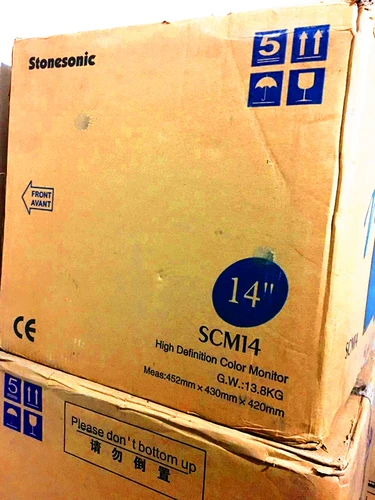 Stonesonic
5
FRONT
AVANT
14"
SCM14
High Definition Color Monitor
G.W.:13.8KG
Meas:452mm×430mm×420mm
CE
SCM14
5
Please don't bottom up
请勿倒置